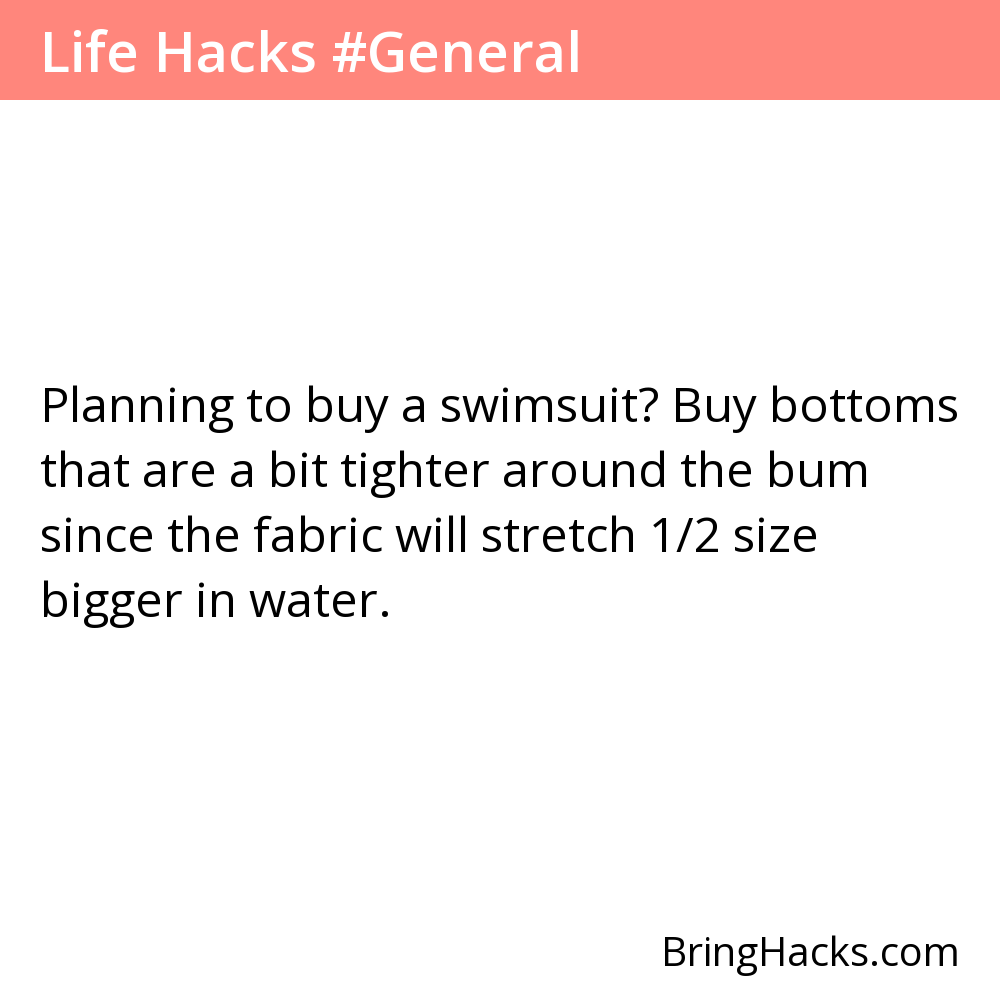 Life Hacks #General
Planning to buy a swimsuit? Buy bottoms
that are a bit tighter around the bum
since the fabric will stretch 1/2 size
bigger in water.
BringHacks.com